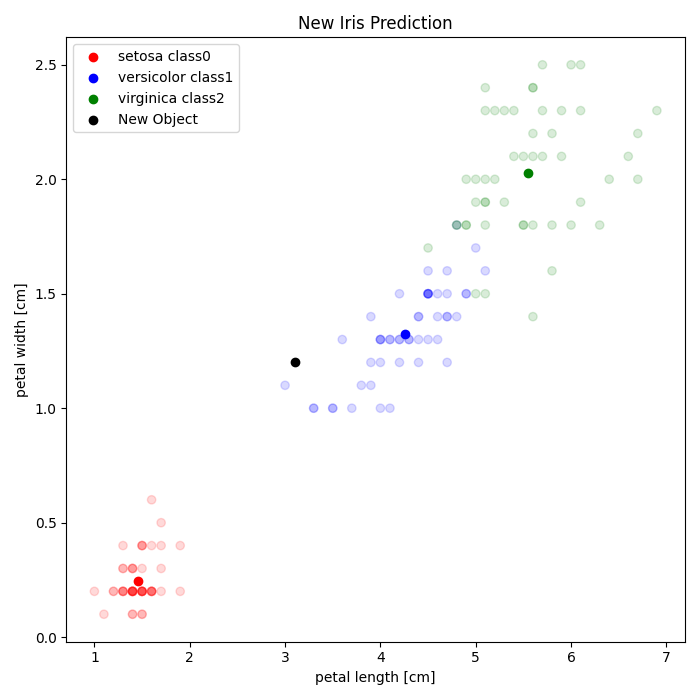 New Iris Prediction
setosa class0
versicolor class1
virginica class2
New Object
petal width [cm]
2.5
2.0
1.5
1.0
0.5
0.0
1 2 3 4 5 6 7
petal length [cm]